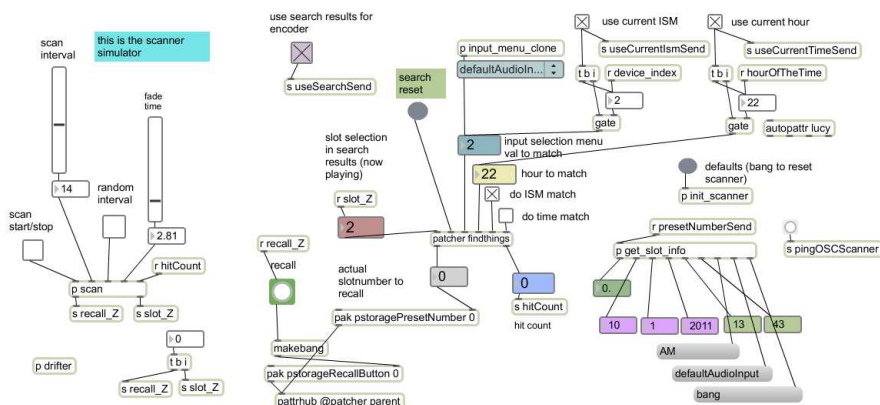 scan
interval
this is the scanner
simulator
fade
time
14
random
interval
scan
start/stop
2.81
r hitCount
p scan
s recall_Z
s slot_Z
0
t b i
p drifter
s recall_Z
s slot_Z
use search results for
encoder
s useSearchSend
search
reset
slot selection
in search
results (now
playing)
r slot_Z
2
r recall_Z
recall
actual
slotnumber to
recall
makebang
pak pstoragePresetNumber 0
pak pstorageRecallButton 0
pattrhub @patcher parent
p input_menu_clone
defaultAudioIn...
2
input selection menu
val to match
22
hour to match
do ISM match
do time match
patcher findthings
0
0
s hitCount
hit count
use current ISM
s useCurrentIsmSend
t b i
r device_index
2
gate
use current hour
s useCurrentTimeSend
t b i
r hourOfTheTime
22
gate
autopattr lucy
defaults (bang to reset
scanner)
p init_scanner
r presetNumberSend
p get_slot_info
s pingOSCScanner
0.
10
1
2011
13
43
AM
defaultAudioInput
bang